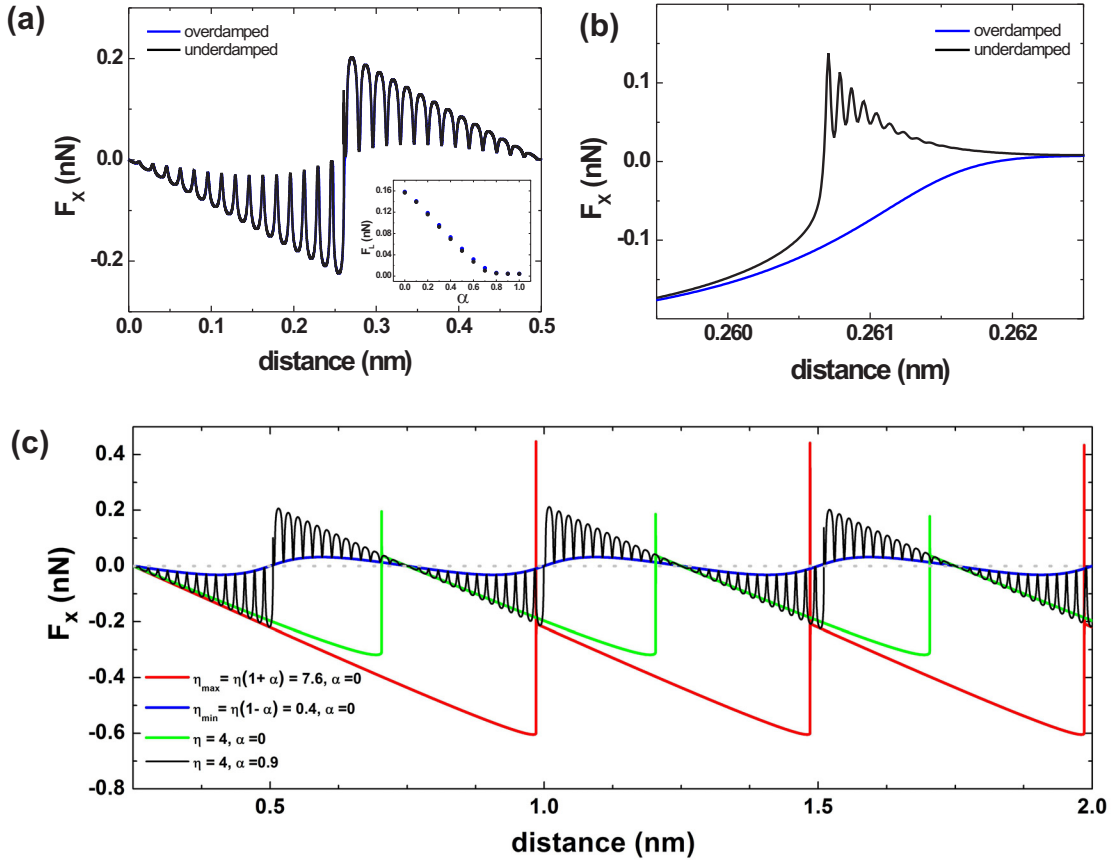 (a)
overdamped
underdamped
F_X (nN)
0.2
0.0
-0.2
0.0
0.1
0.2
0.3
0.4
0.5
distance (nm)
F_L (nN)
0.16
0.12
0.08
0.04
0.00
0.0
0.2
0.4
0.6
0.8
1.0
α
(b)
overdamped
underdamped
F_X (nN)
0.1
0.0
-0.1
0.260
0.261
0.262
distance (nm)
(c)
F_X (nN)
0.4
0.2
0.0
-0.2
-0.4
-0.6
-0.8
η_max= η(1+ α) = 7.6, α=0
η_min= η(1- α) = 0.4, α=0
η = 4, α=0
η = 4, α=0.9
0.5
1.0
1.5
2.0
distance (nm)